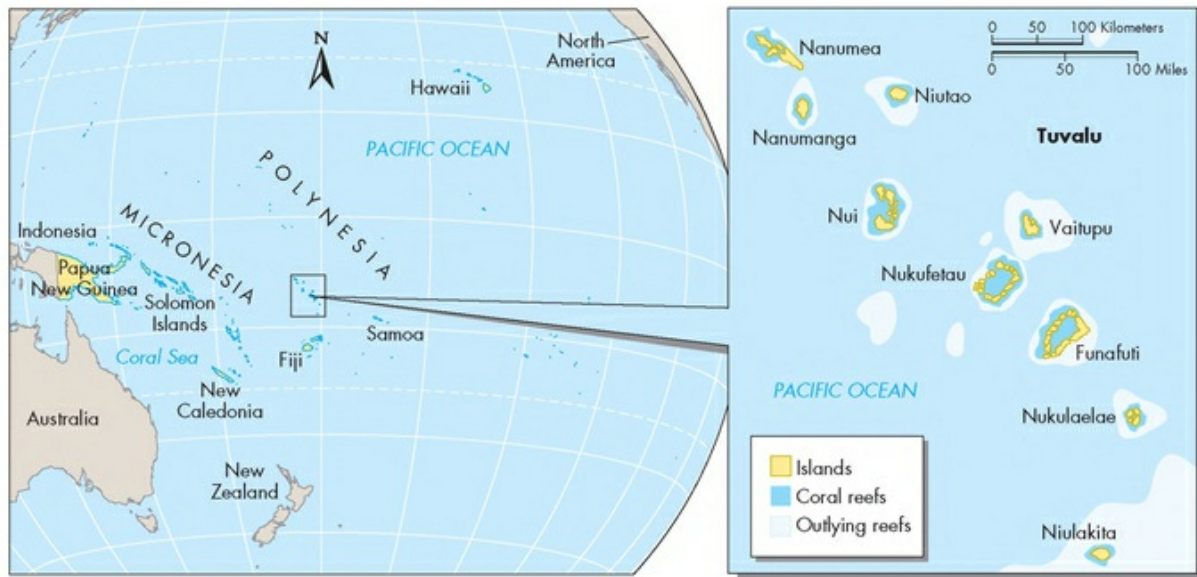 N
North
America
Hawaii
PACIFIC OCEAN
POLYNESIA
MICRONESIA
Indonesia
Papua
New Guinea
Solomon
Islands
Samoa
Coral Sea
Fiji
New
Caledonia
Australia
New
Zealand
0 50 100 Kilometers
0 50 100 Miles
Nanumea
Niutao
Nanumanga
Tuvalu
Nui
Vaitupu
Nukufetau
Funafuti
PACIFIC OCEAN
Nukulaelae
Islands
Coral reefs
Outlying reefs
Niulakita